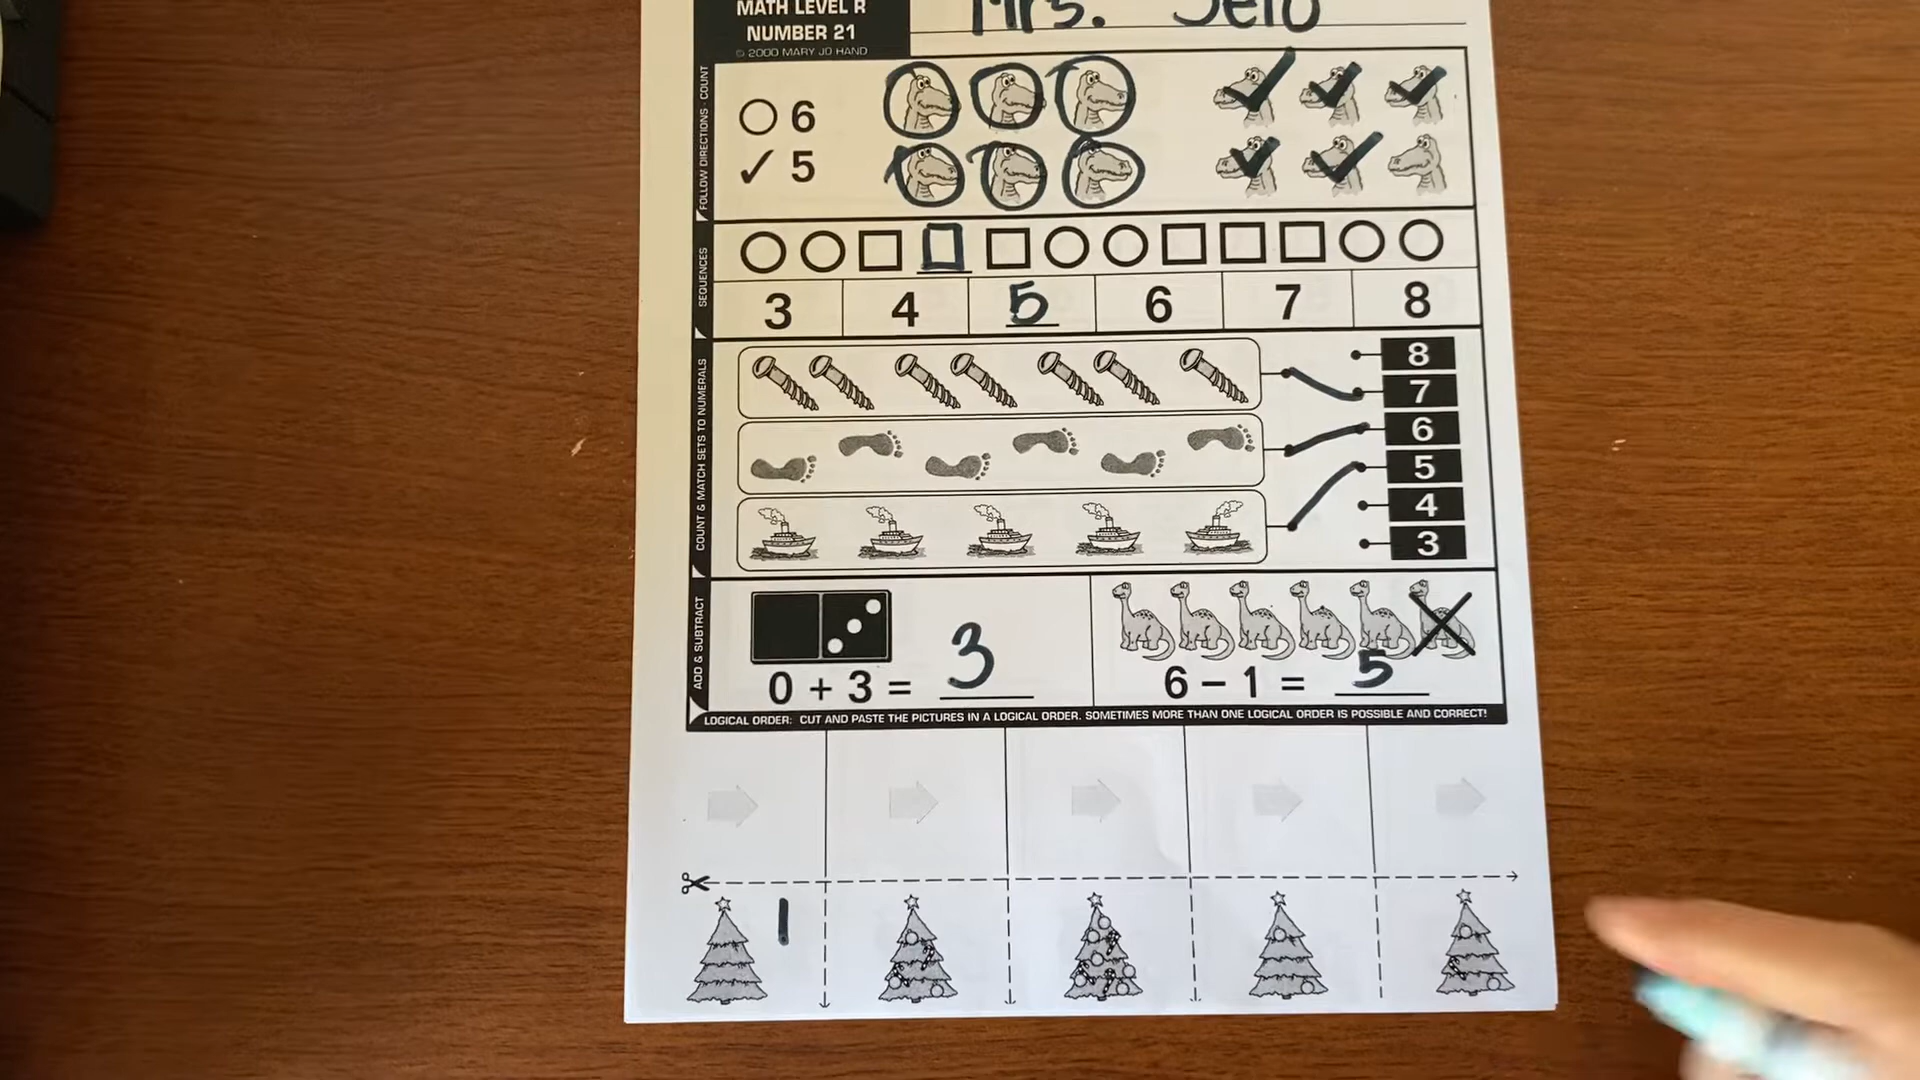 MATH LEVEL R
NUMBER 21
© 2000 MARY JO HAND
Mrs.
FOLLOW DIRECTIONS - COUNT
6
✓ 5
SEQUENCES
3 4 5 6 7 8
COUNT & MATCH SETS TO NUMERALS
8
7
6
5
4
3
ADD & SUBTRACT
0 + 3 = 3
6 − 1 = 5
LOGICAL ORDER: CUT AND PASTE THE PICTURES IN A LOGICAL ORDER. SOMETIMES MORE THAN ONE LOGICAL ORDER IS POSSIBLE AND CORRECT!
1